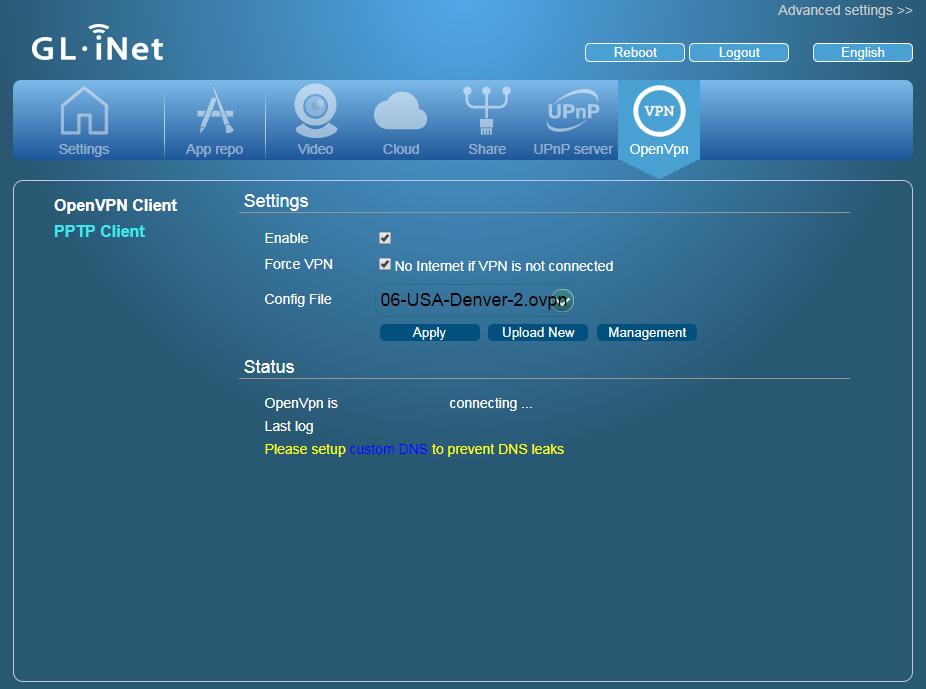 Advanced settings >>
GL·iNet
Reboot Logout English
UPnP VPN
Settings App repo Video Cloud Share UPnP server OpenVpn
OpenVPN Client
PPTP Client
Settings
Enable
Force VPN No Internet if VPN is not connected
Config File 06-USA-Denver-2.ovpn
Apply Upload New Management
Status
OpenVpn is connecting ...
Last log
Please setup custom DNS to prevent DNS leaks